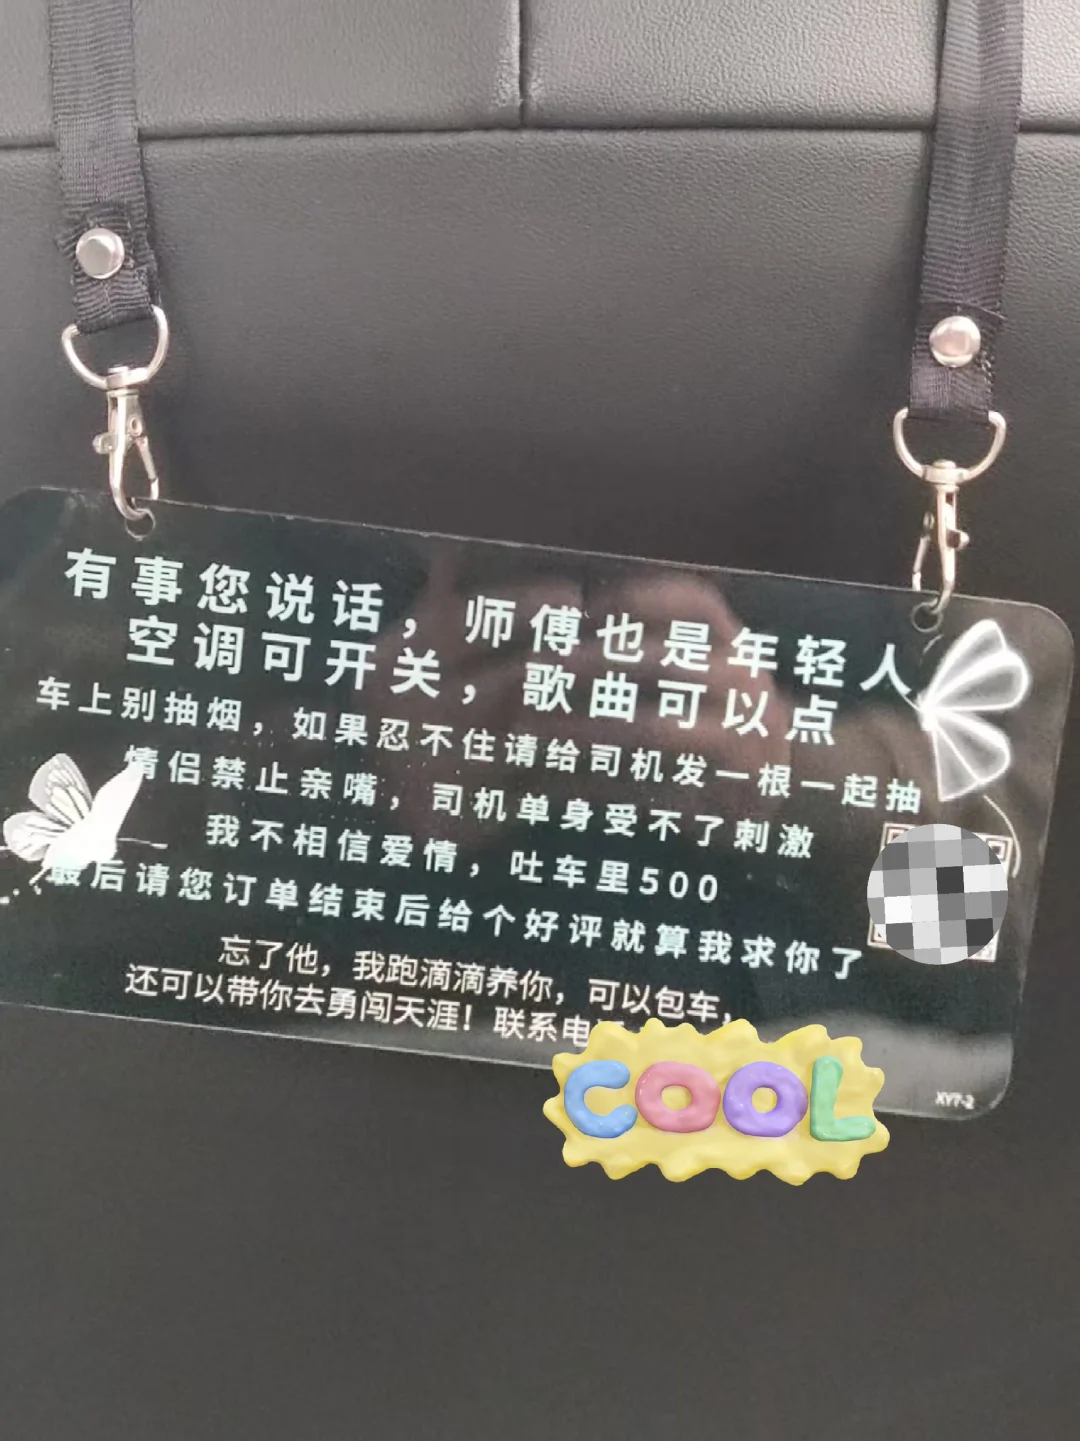 有事您说话，师傅也是年轻人
空调可开关，歌曲可以点
车上别抽烟，如果忍不住请给司机发一根一起抽
情侣禁止亲嘴，司机单身受不了刺激
我不相信爱情，吐车里500
最后请您订单结束后给个好评就算我求你了
忘了他，我跑滴滴养你，可以包车，
还可以带你去勇闯天涯！联系电
COOL
XY7-2